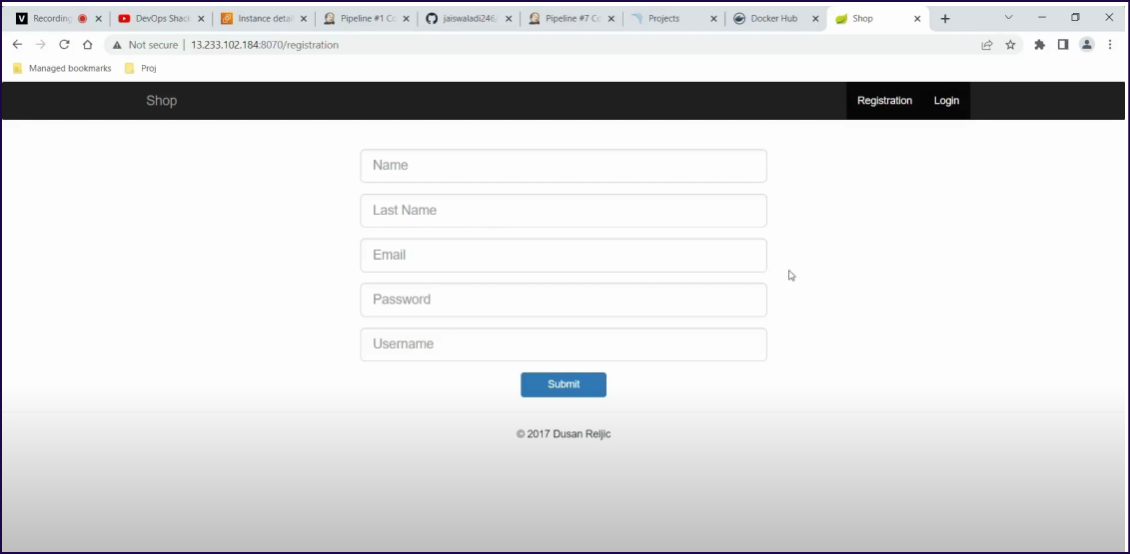 V Recording
DevOps Shack
Instance detai
Pipeline #1 Co
jaiswaladi246/
Pipeline #7 Co
Projects
Docker Hub
Shop
Not secure | 13.233.102.184:8070/registration
Managed bookmarks Proj
Shop Registration Login
Name
Last Name
Email
Password
Username
Submit
© 2017 Dusan Reljic